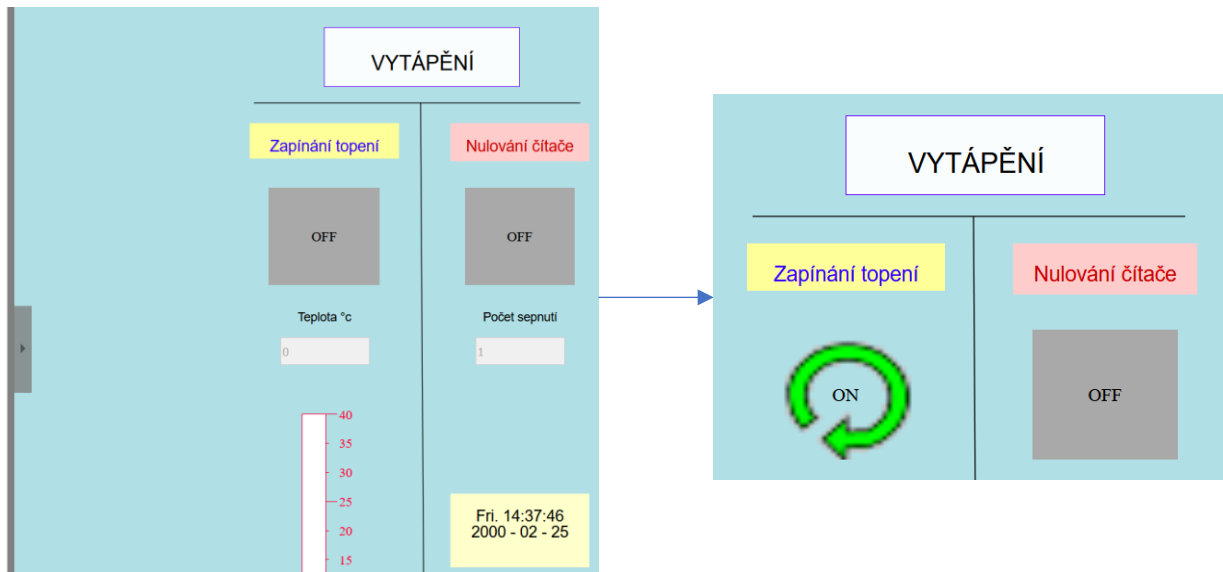 VYTÁPĚNÍ
Zapínání topení
Nulování čítače
OFF
OFF
Teplota °c
Počet sepnutí
0
1
40
35
30
25
20
15
Fri. 14:37:46
2000 - 02 - 25
VYTÁPĚNÍ
Zapínání topení
Nulování čítače
ON
OFF